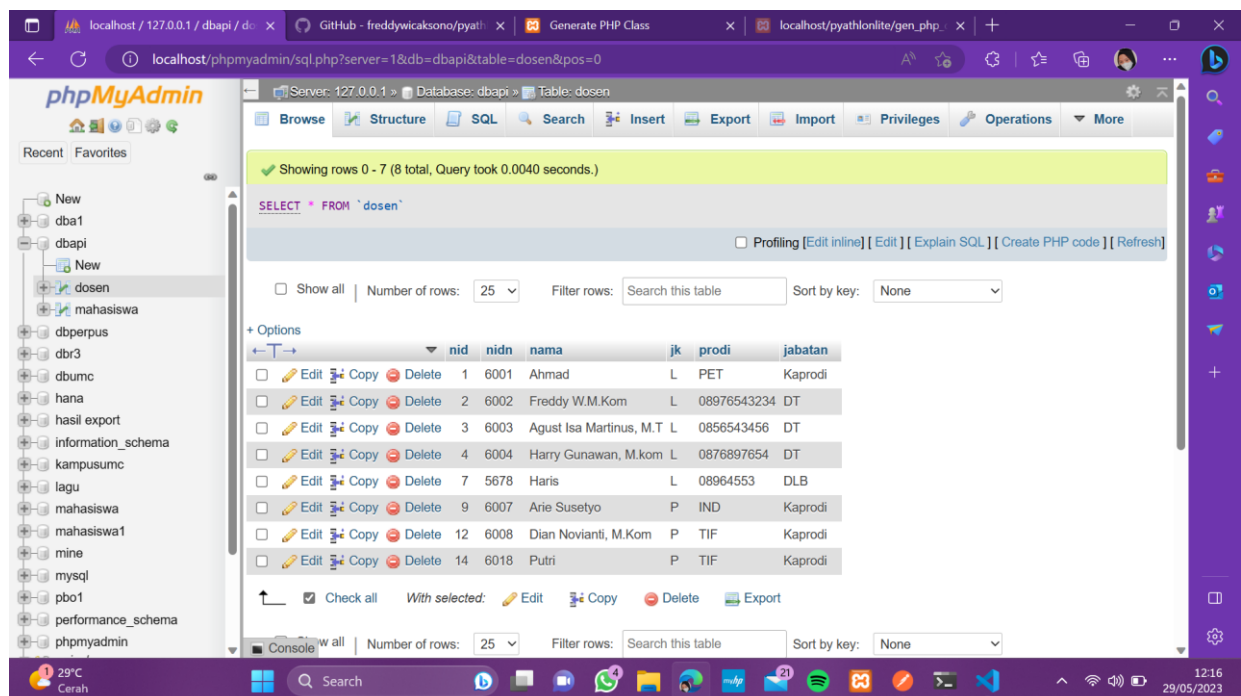 localhost / 127.0.0.1 / dbapi / do
GitHub - freddywicaksono/pyath
Generate PHP Class
localhost/pyathlonlite/gen_php_
localhost/phpmyadmin/sql.php?server=1&db=dbapi&table=dosen&pos=0
phpMyAdmin
Recent Favorites
New
dba1
dbapi
New
dosen
mahasiswa
dbperpus
dbr3
dbumc
hana
hasil export
information_schema
kampusumc
lagu
mahasiswa
mahasiswa1
mine
mysql
pbo1
performance_schema
phpmyadmin
Server: 127.0.0.1 » Database: dbapi » Table: dosen
Browse Structure SQL Search Insert Export Import Privileges Operations More
Showing rows 0 - 7 (8 total, Query took 0.0040 seconds.)
SELECT * FROM `dosen`
Profiling [Edit inline] [ Edit ] [ Explain SQL ] [ Create PHP code ] [ Refresh]
Show all | Number of rows: 25 Filter rows: Search this table Sort by key: None
+ Options
←T→ nid nidn nama jk prodi jabatan
Edit Copy Delete 1 6001 Ahmad L PET Kaprodi
Edit Copy Delete 2 6002 Freddy W.M.Kom L 08976543234 DT
Edit Copy Delete 3 6003 Agust Isa Martinus, M.T L 0856543456 DT
Edit Copy Delete 4 6004 Harry Gunawan, M.kom L 0876897654 DT
Edit Copy Delete 7 5678 Haris L 08964553 DLB
Edit Copy Delete 9 6007 Arie Susetyo P IND Kaprodi
Edit Copy Delete 12 6008 Dian Novianti, M.Kom P TIF Kaprodi
Edit Copy Delete 14 6018 Putri P TIF Kaprodi
Check all With selected: Edit Copy Delete Export
Console w all | Number of rows: 25 Filter rows: Search this table Sort by key: None
1 29°C
Cerah
Search
4
php
21
12:16
29/05/2023